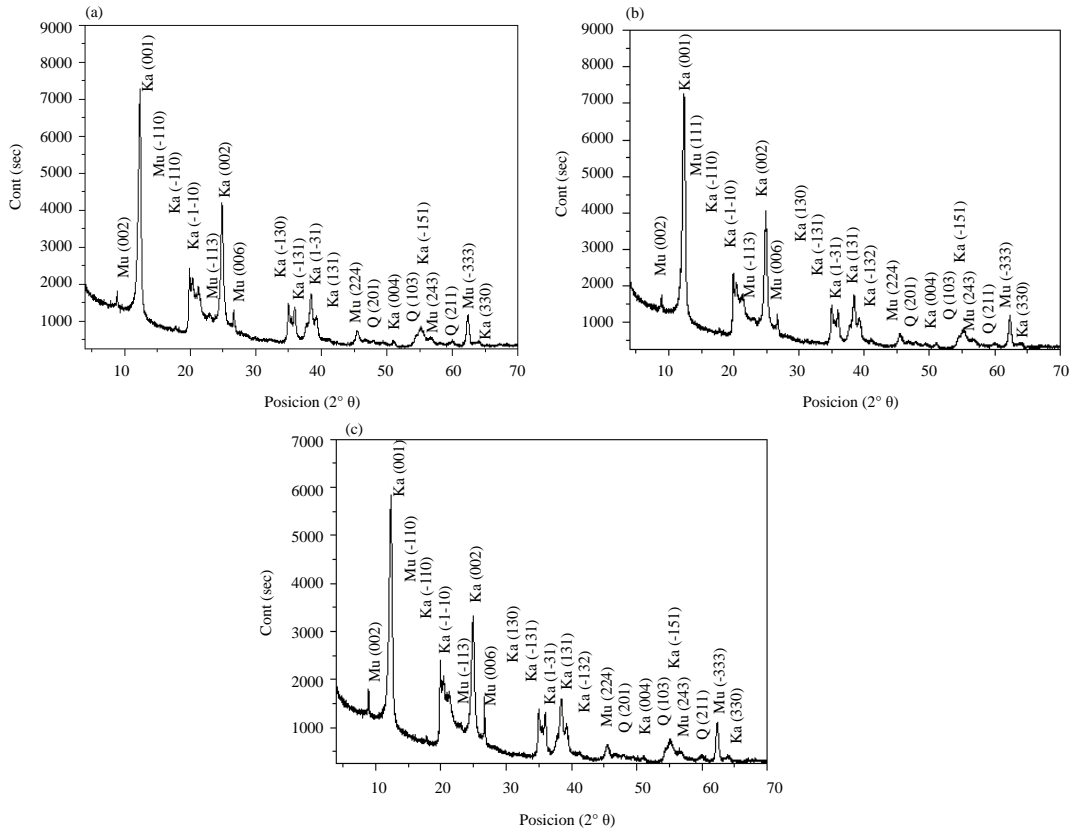 (a)
9000
8000
7000
6000
5000
4000
3000
2000
1000
Cont (sec)
Mu (002)
Ka (001)
Mu (-110)
Ka (-110)
Ka (-1-10)
Mu (-113)
Ka (002)
Mu (006)
Ka (-130)
Ka (-131)
Ka (1-31)
Ka (131)
Mu (224)
Q (201)
Ka (004)
Q (103)
Ka (-151)
Mu (243)
Q (211)
Mu (-333)
Ka (330)
10 20 30 40 50 60 70
Posicion (2° θ)
(b)
9000
8000
7000
6000
5000
4000
3000
2000
1000
Cont (sec)
Mu (002)
Ka (001)
Mu (111)
Ka (-110)
Ka (-1-10)
Mu (-113)
Ka (002)
Mu (006)
Ka (130)
Ka (-131)
Ka (1-31)
Ka (131)
Ka (-132)
Mu (224)
Q (201)
Ka (004)
Q (103)
Ka (-151)
Mu (243)
Q (211)
Mu (-333)
Ka (330)
10 20 30 40 50 60 70
Posicion (2° θ)
(c)
7000
6000
5000
4000
3000
2000
1000
Cont (sec)
Mu (002)
Ka (001)
Mu (-110)
Ka (-110)
Ka (-1-10)
Mu (-113)
Ka (002)
Mu (006)
Ka (130)
Ka (-131)
Ka (1-31)
Ka (131)
Ka (-132)
Mu (224)
Q (201)
Ka (004)
Q (103)
Ka (-151)
Mu (243)
Q (211)
Mu (-333)
Ka (330)
10 20 30 40 50 60 70
Posicion (2° θ)